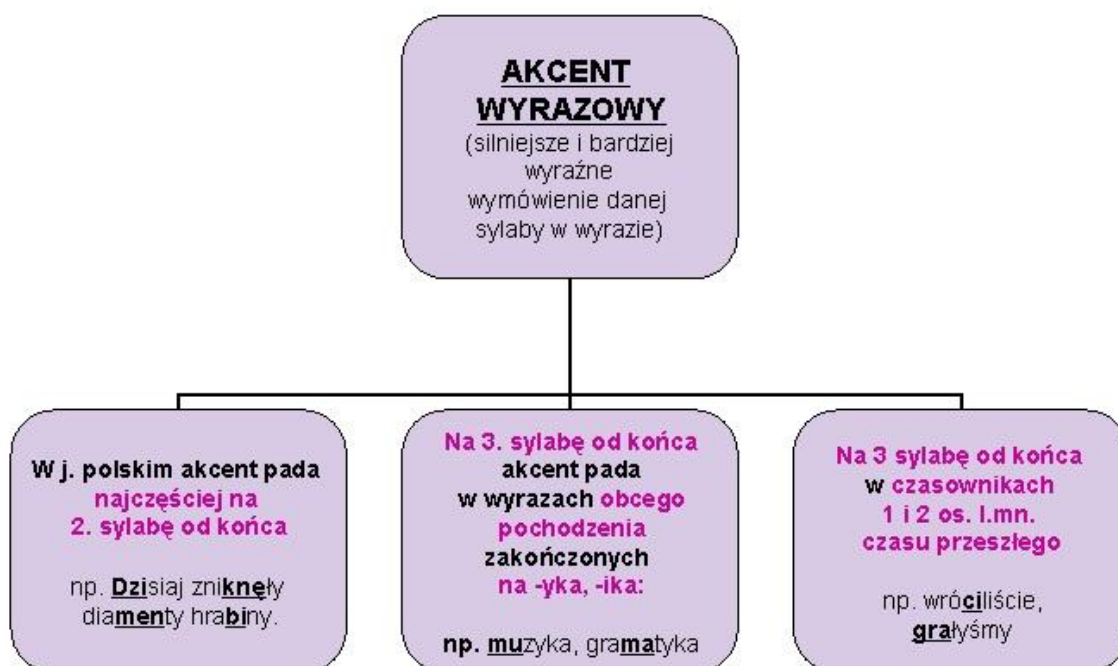 AKCENT
WYRAZOWY
(silniejsze i bardziej
wyraźne
wymówienie danej
sylaby w wyrazie)
W j. polskim akcent pada
najczęściej na
2. sylabę od końca
np. Dzisiaj zniknęły
diamenty hrabiny.
Na 3. sylabę od końca
akcent pada
w wyrazach obcego
pochodzenia
zakończonych
na -yka, -ika:
np. muzyka, gramatyka
Na 3 sylabę od końca
w czasownikach
1 i 2 os. l.mn.
czasu przeszłego
np. wróciliście,
grałyśmy